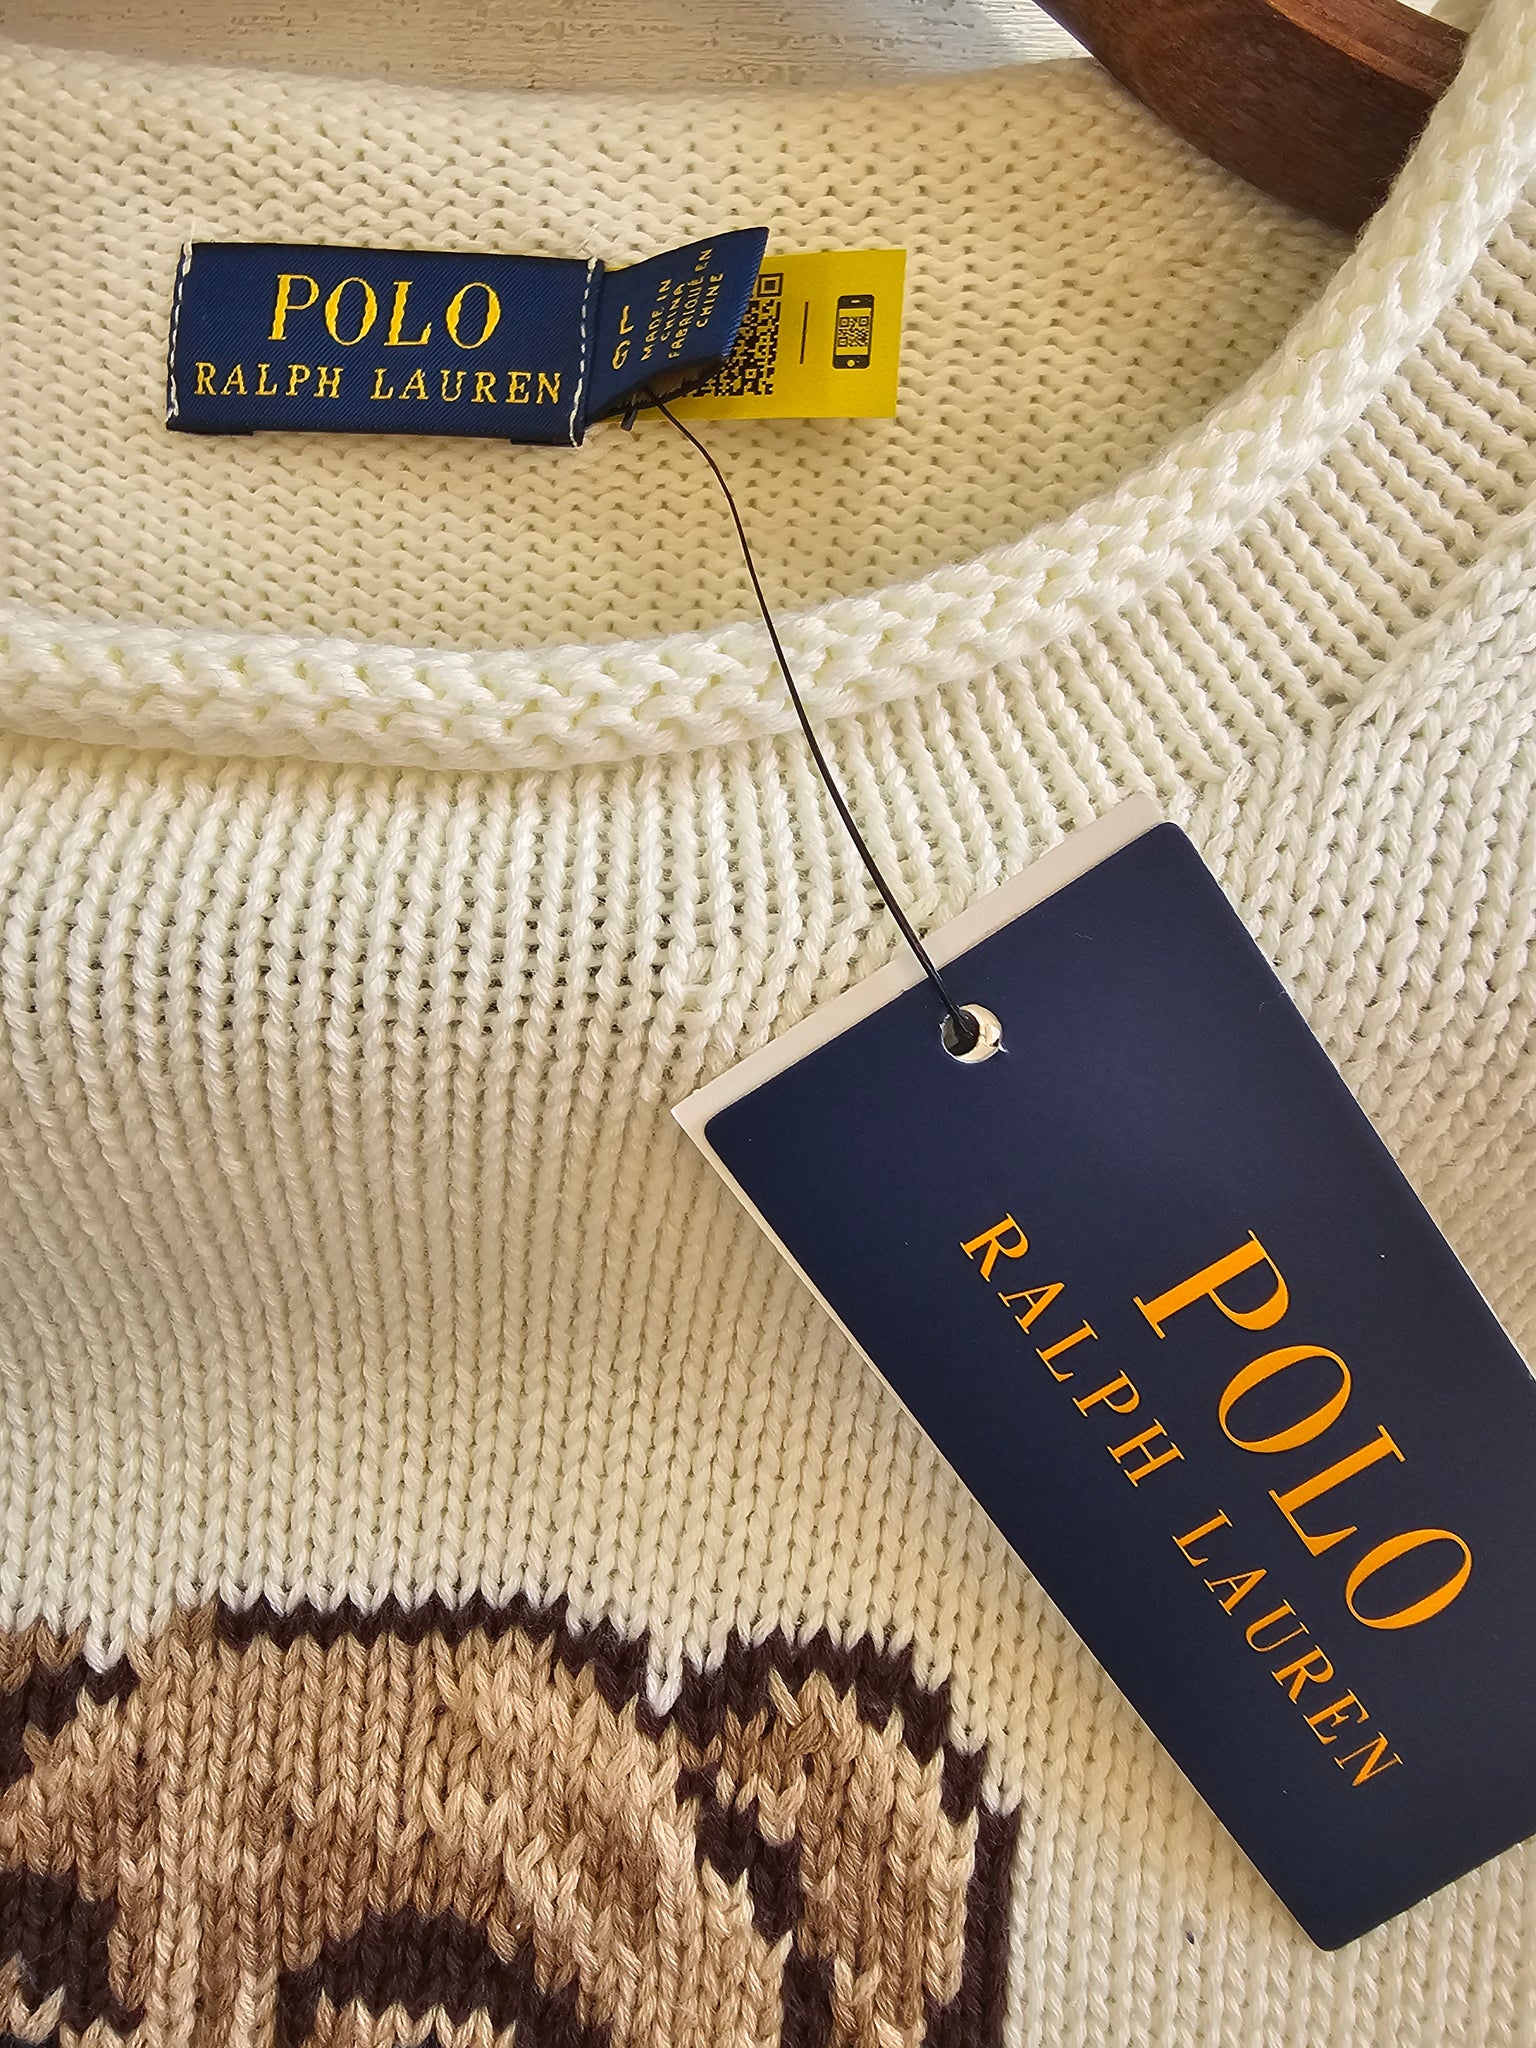 POLO
RALPH LAUREN
MADE IN
CHINA
FABRIQUÉ EN
CHINE
POLO
RALPH LAUREN